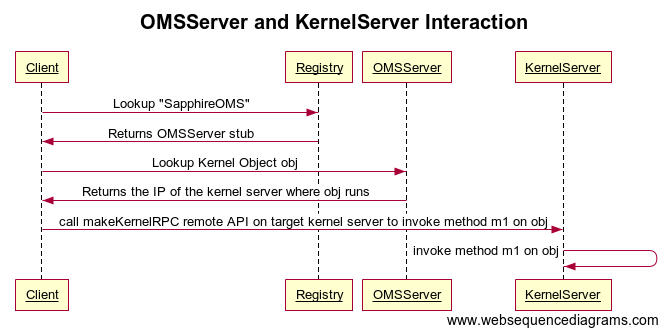 OMSServer and KernelServer Interaction
Client
Registry
OMSServer
KernelServer
Lookup "SapphireOMS"
Returns OMSServer stub
Lookup Kernel Object obj
Returns the IP of the kernel server where obj runs
call makeKernelRPC remote API on target kernel server to invoke method m1 on obj
invoke method m1 on obj
Client
Registry
OMSServer
KernelServer
www.websequencediagrams.com